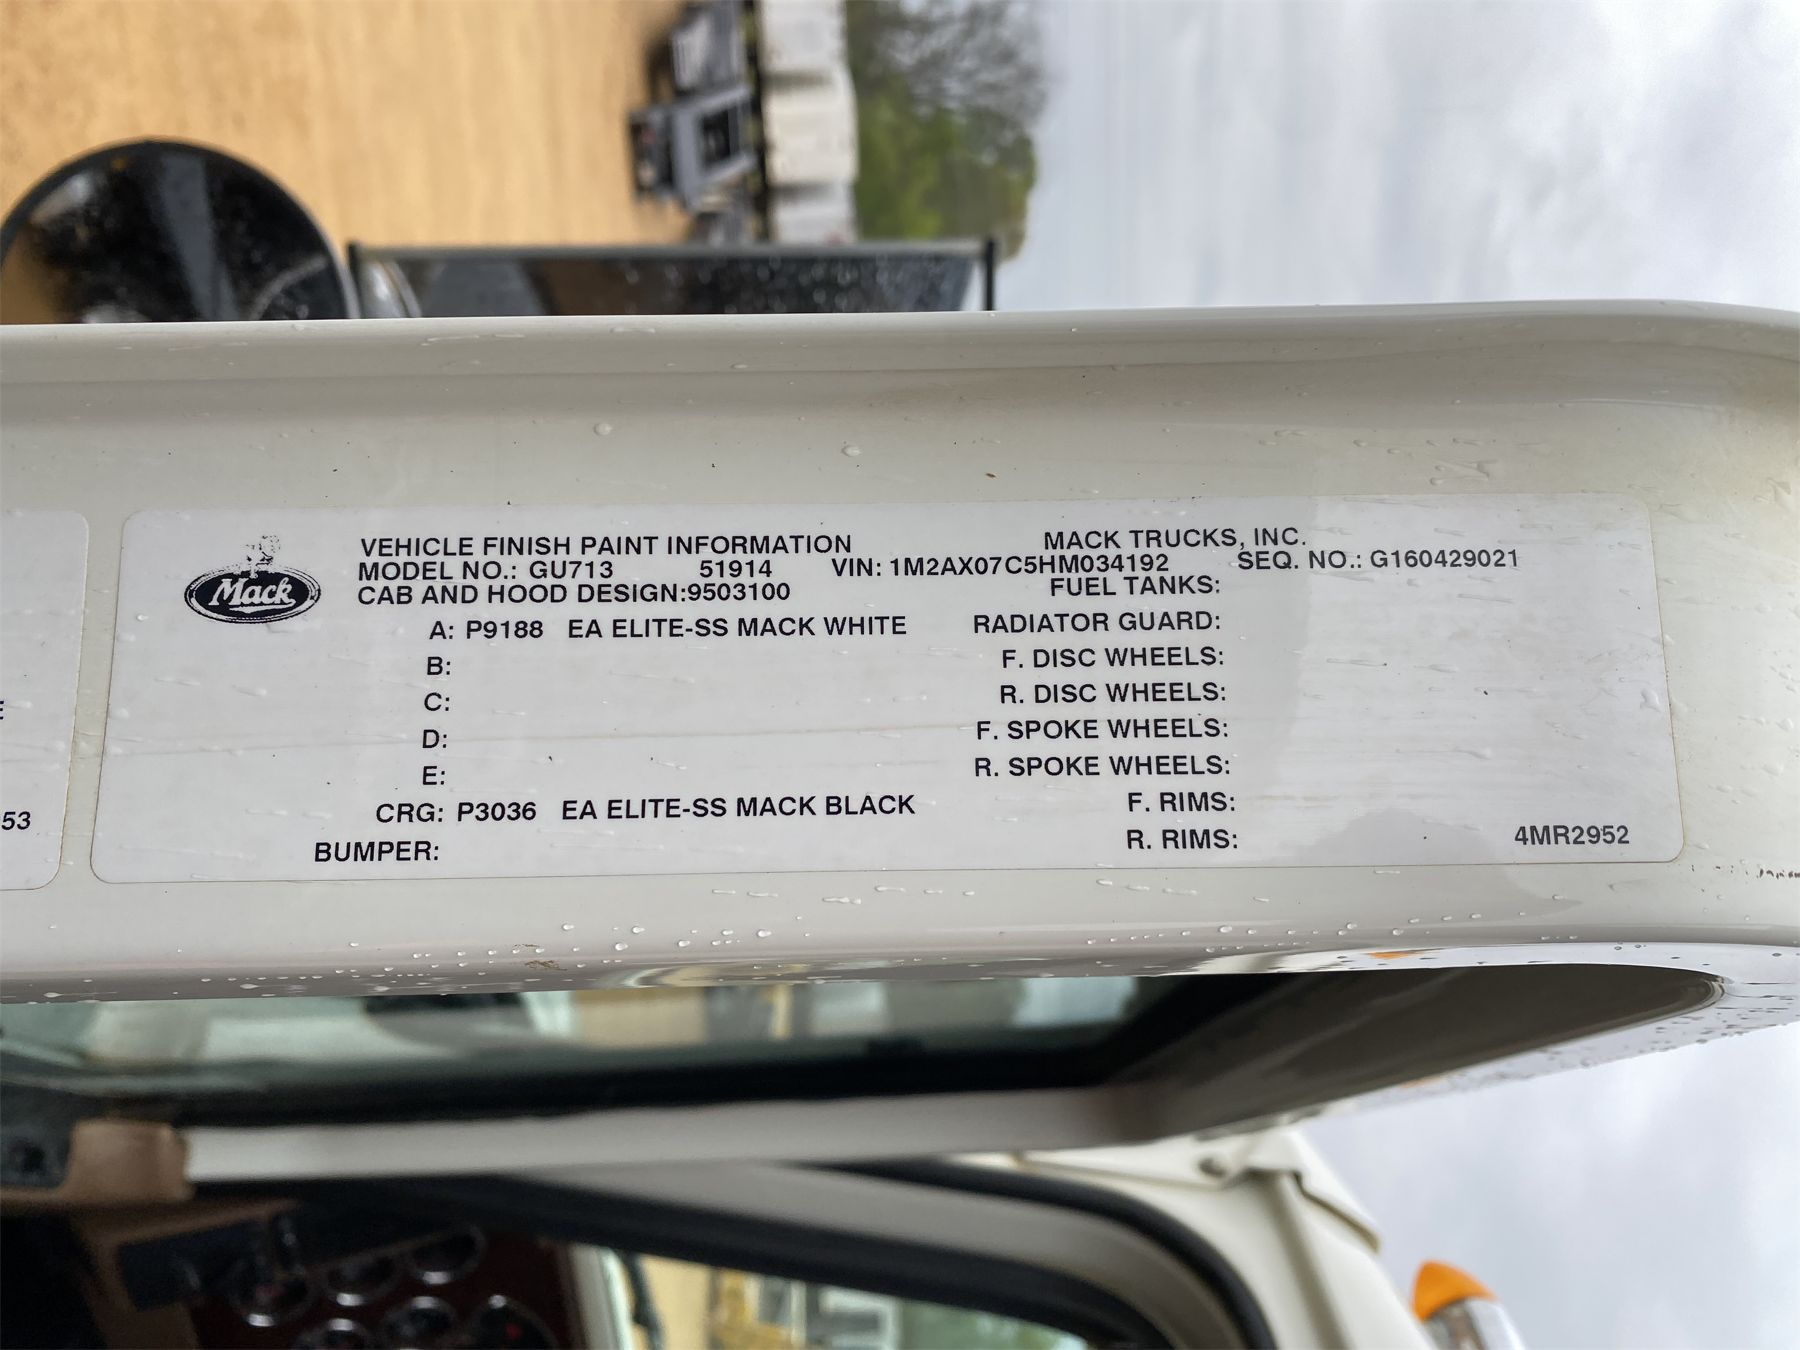 Mack
VEHICLE FINISH PAINT INFORMATION MACK TRUCKS, INC.
MODEL NO.: GU713 51914 VIN: 1M2AX07C5HM034192 SEQ. NO.: G160429021
CAB AND HOOD DESIGN:9503100 FUEL TANKS:
A: P9188 EA ELITE-SS MACK WHITE RADIATOR GUARD:
B: F. DISC WHEELS:
C: R. DISC WHEELS:
D: F. SPOKE WHEELS:
E: R. SPOKE WHEELS:
CRG: P3036 EA ELITE-SS MACK BLACK F. RIMS:
BUMPER: R. RIMS: 4MR2952
53